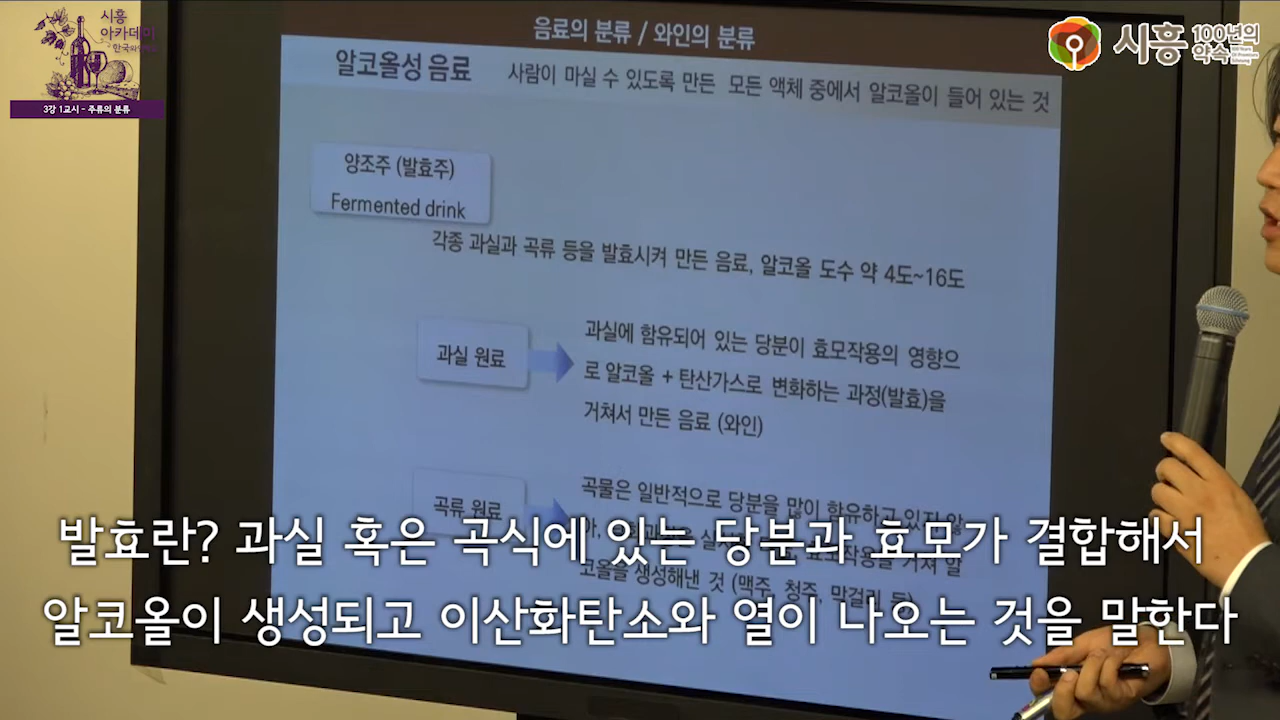 시흥
아카데미
3강 1교시 - 주류의 분류
시흥 100년의
약속
음료의 분류 / 와인의 분류
알코올성 음료 사람이 마실 수 있도록 만든 모든 액체 중에서 알코올이 들어 있는 것
양조주 (발효주)
Fermented drink
각종 과실과 곡류 등을 발효시켜 만든 음료, 알코올 도수 약 4도~16도
과실 원료
과실에 함유되어 있는 당분이 효모작용의 영향으
로 알코올 + 탄산가스로 변화하는 과정(발효)을
거쳐서 만든 음료 (와인)
곡류 원료
곡물은 일반적으로 당분을 많이 함유하고 있지 않
아, 거쳐 알
코올을 생성해낸 것 (맥주, 청주, 막걸리 등)
발효란? 과실 혹은 곡식에 있는 당분과 효모가 결합해서
알코올이 생성되고 이산화탄소와 열이 나오는 것을 말한다